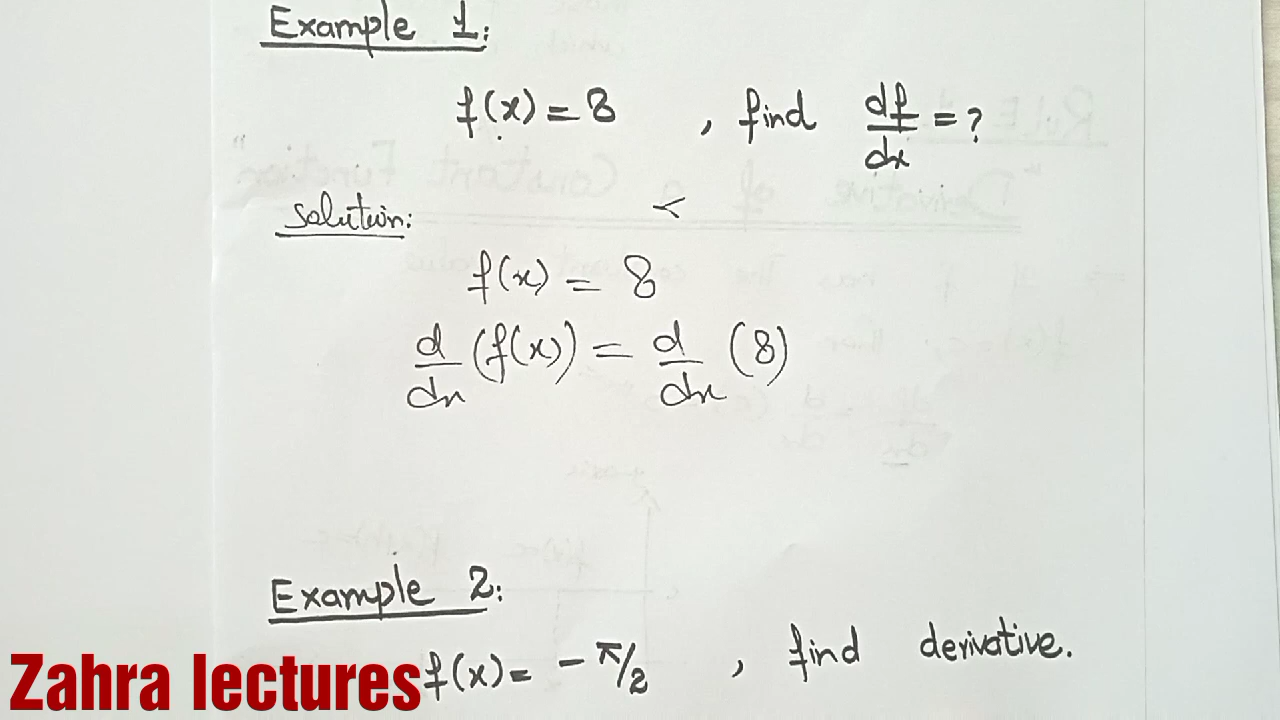 Example 1:
f(x) = 8 , find df/dx = ?
Solution:
f(x) = 8
d/dx (f(x)) = d/dx (8)
Example 2:
f(x) = - π/2 , find derivative.
Zahra lectures